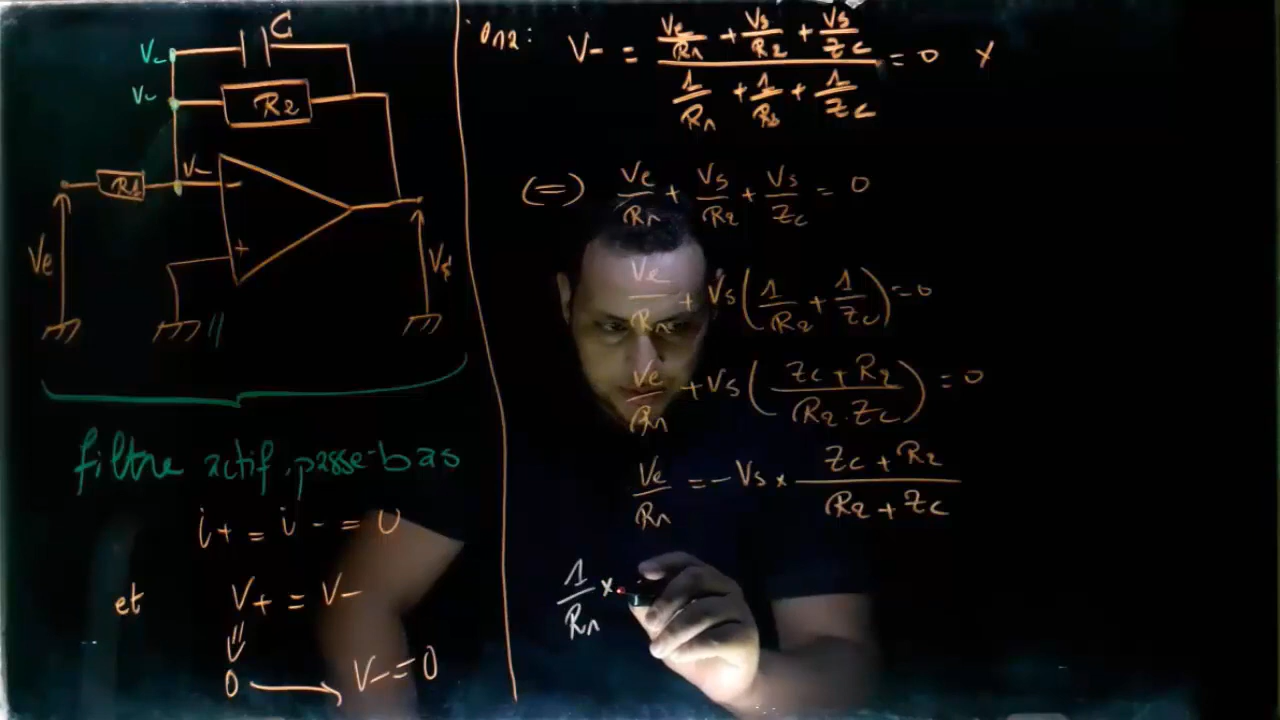 C
V-
V-
R2
V-
R1
-
+
Ve
Vs
filtre actif passe-bas
i+ = i- = 0
et V+ = V-
⇓
0 → V- = 0
V- = (Ve/R1 + Vs/R2 + Vs/Zc) / (1/R1 + 1/R2 + 1/Zc) = 0 x
(=) Ve/R1 + Vs/R2 + Vs/Zc = 0
Ve/R1 + Vs(1/R2 + 1/Zc) = 0
Ve/R1 + Vs((Zc + R2)/(R2 . Zc)) = 0
Ve/R1 = - Vs x (Zc + R2)/(R2 + Zc)
1/R1 x